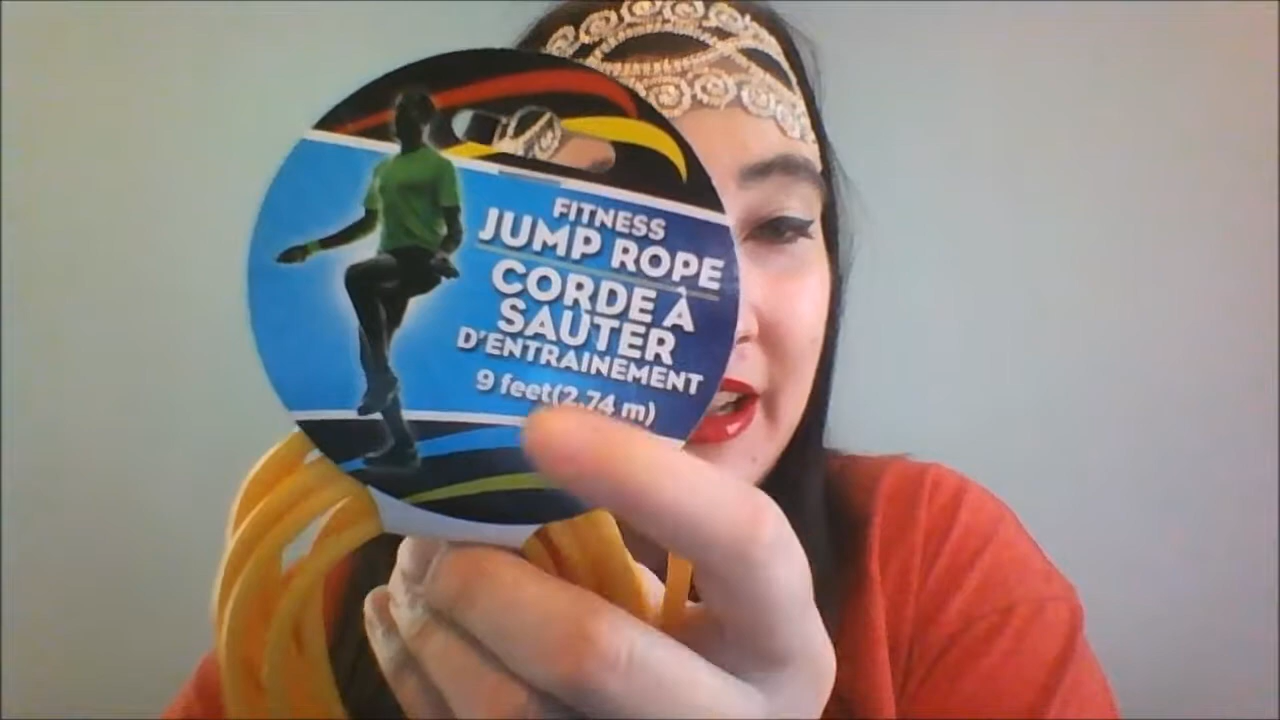 FITNESS
JUMP ROPE
CORDE À
SAUTER
D'ENTRAINEMENT
9 feet(2.74 m)